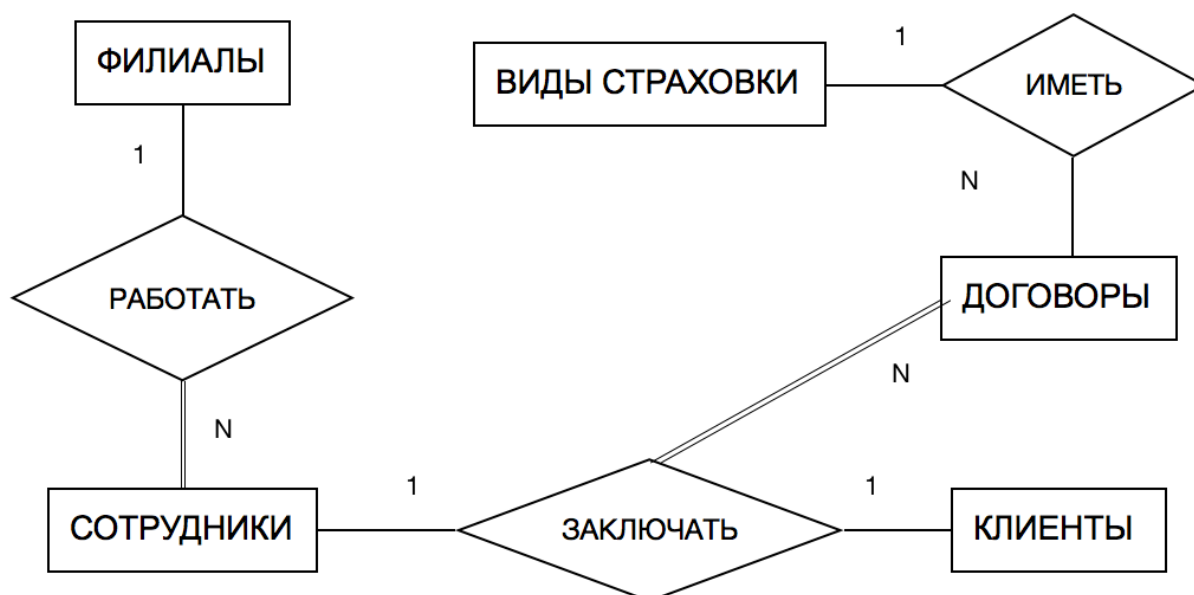 ФИЛИАЛЫ
1
ВИДЫ СТРАХОВКИ
1
ИМЕТЬ
N
РАБОТАТЬ
ДОГОВОРЫ
N
N
СОТРУДНИКИ
1
ЗАКЛЮЧАТЬ
1
КЛИЕНТЫ